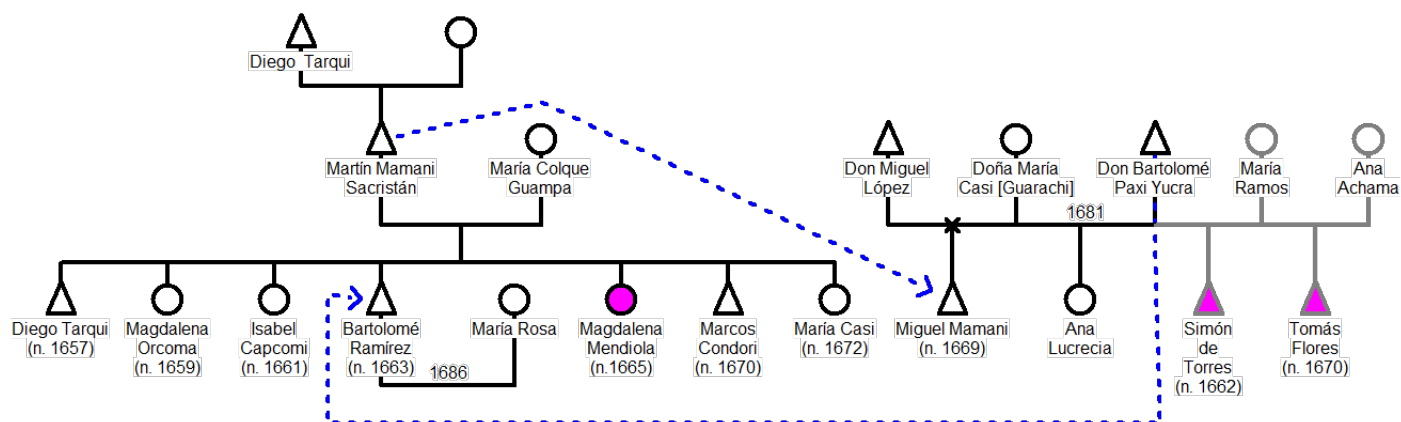 Diego Tarqui
Martín Mamani
Sacristán
María Colque
Guampa
Don Miguel
López
Doña María
Casi [Guarachi]
Don Bartolomé
Paxi Yucra
María
Ramos
Ana
Achama
1681
Diego Tarqui
(n. 1657)
Magdalena
Orcoma
(n. 1659)
Isabel
Capcomi
(n. 1661)
Bartolomé
Ramírez
(n. 1663)
María Rosa
Magdalena
Mendiola
(n.1665)
Marcos
Condori
(n. 1670)
María Casi
(n. 1672)
Miguel Mamani
(n. 1669)
Ana
Lucrecia
Simón
de
Torres
(n. 1662)
Tomás
Flores
(n. 1670)
1686